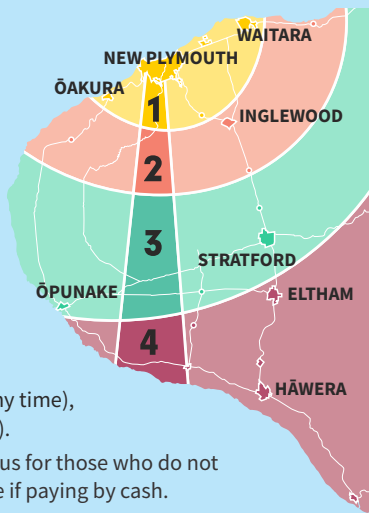 WAITARA
NEW PLYMOUTH
ŌAKURA
1
INGLEWOOD
2
3
STRATFORD
ŌPUNAKE
ELTHAM
4
HĀWERA
ny time),
).
us for those who do not
e if paying by cash.